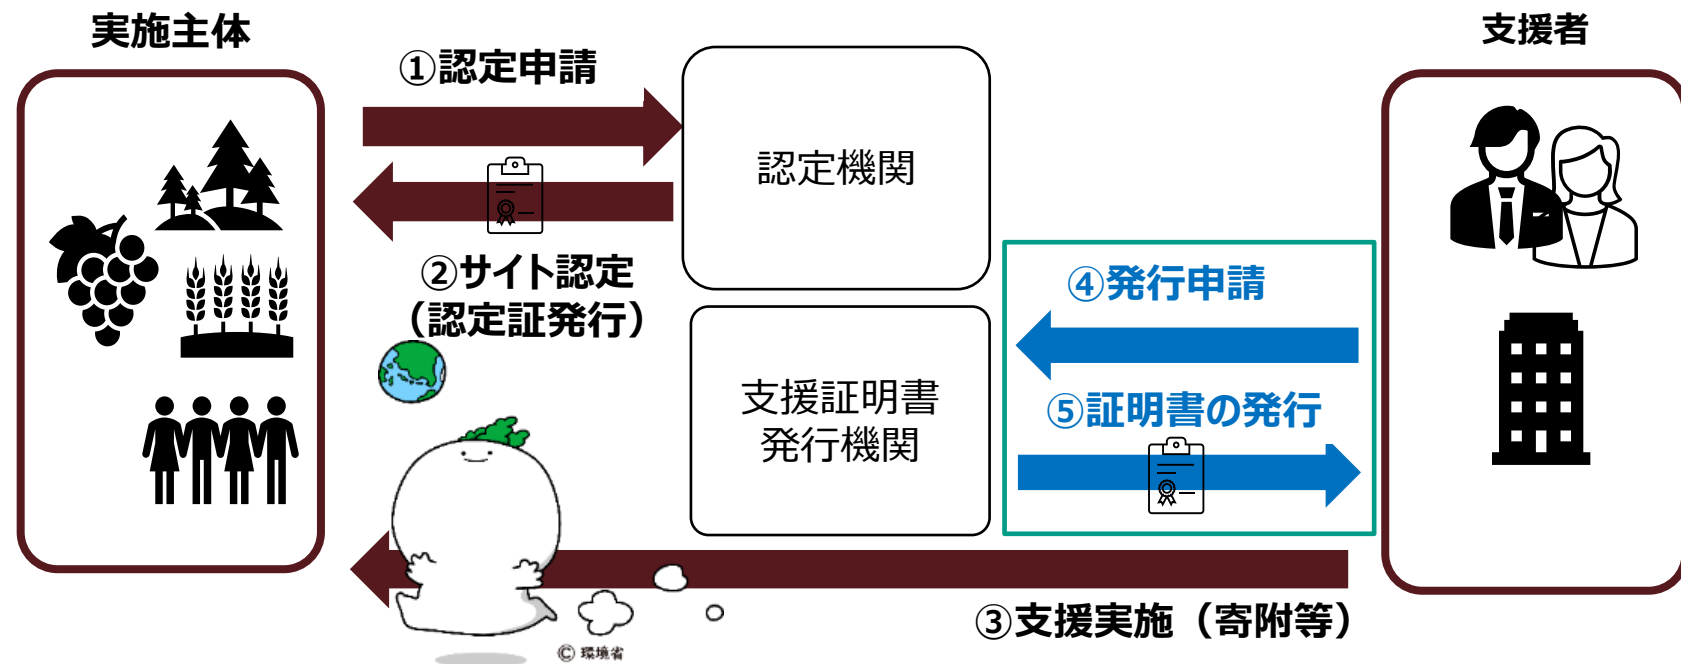 実施主体
支援者
①認定申請
認定機関
②サイト認定
（認定証発行）
④発行申請
支援証明書
発行機関
⑤証明書の発行
③支援実施（寄附等）
© 環境省